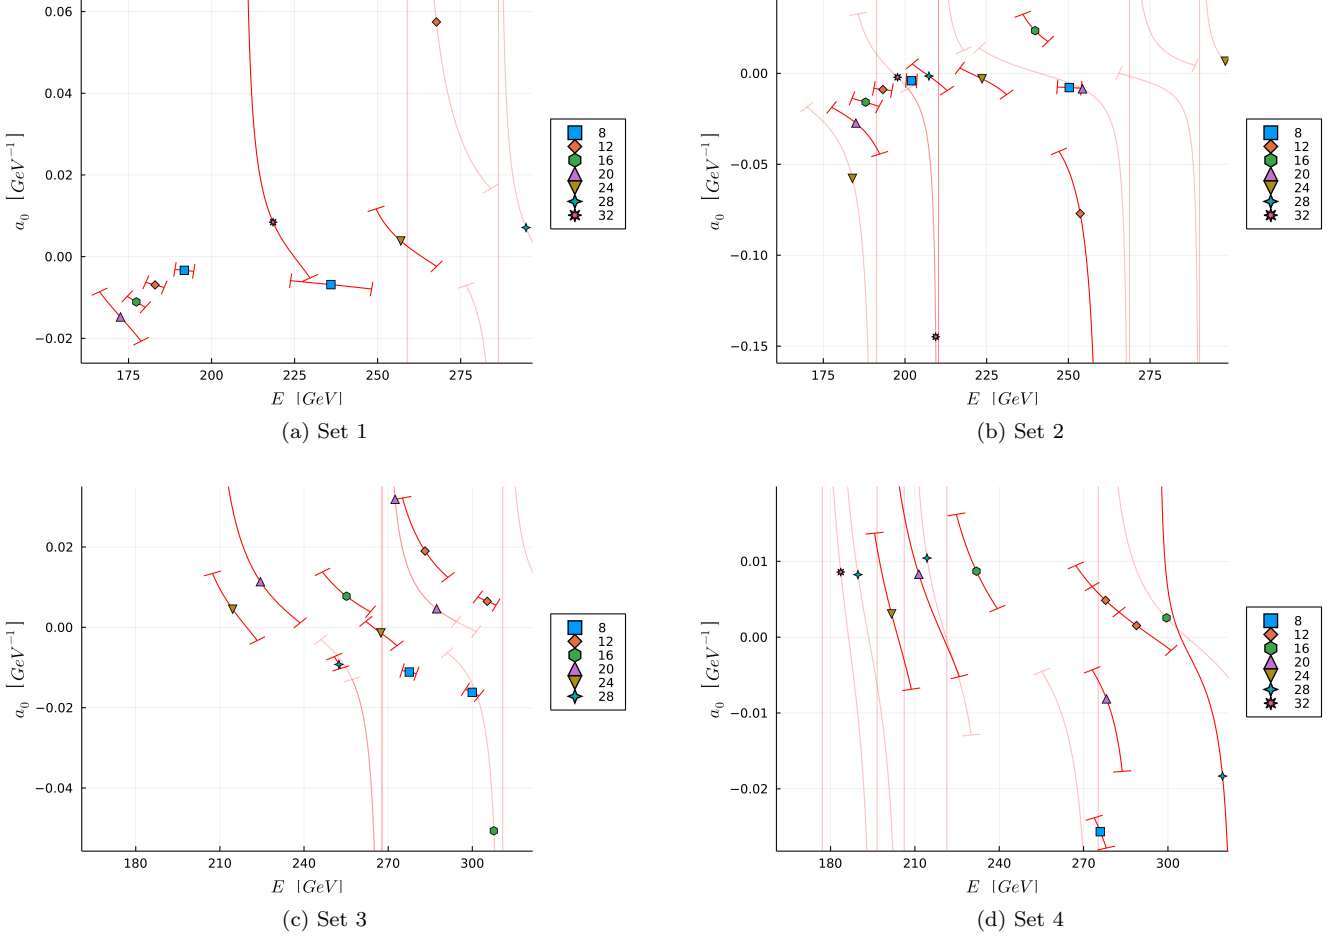 0.06
0.04
0.02
0.00
−0.02
175 200 225 250 275
a₀ [GeV⁻¹]
E [GeV]
8
12
16
20
24
28
32
(a) Set 1
0.00
−0.05
−0.10
−0.15
175 200 225 250 275
a₀ [GeV⁻¹]
E [GeV]
8
12
16
20
24
28
32
(b) Set 2
0.02
0.00
−0.02
−0.04
180 210 240 270 300
a₀ [GeV⁻¹]
E [GeV]
8
12
16
20
24
28
(c) Set 3
0.01
0.00
−0.01
−0.02
180 210 240 270 300
a₀ [GeV⁻¹]
E [GeV]
8
12
16
20
24
28
32
(d) Set 4